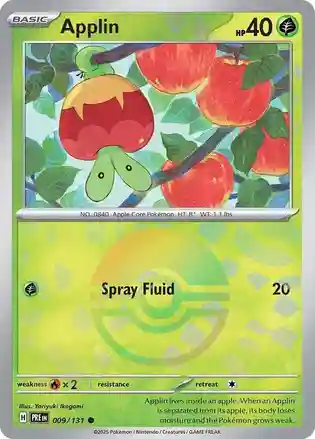 BASIC
Applin
HP40
NO. 0840 Apple Core Pokémon HT: 8" WT: 1.1 lbs
Spray Fluid 20
weakness ×2 resistance retreat
Illus. Yoriyuki Ikegami
H PRE EN 009/131
Applin lives inside an apple. When an Applin
is separated from its apple, its body loses
moisture, and the Pokémon grows weak.
©2025 Pokémon / Nintendo / Creatures / GAME FREAK